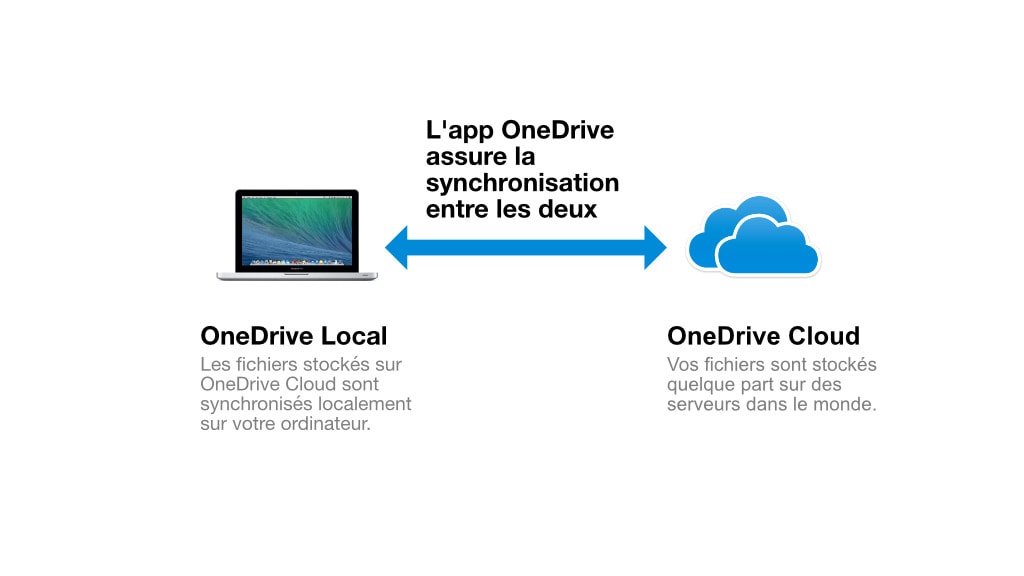 L'app OneDrive
assure la
synchronisation
entre les deux
OneDrive Local
Les fichiers stockés sur
OneDrive Cloud sont
synchronisés localement
sur votre ordinateur.
OneDrive Cloud
Vos fichiers sont stockés
quelque part sur des
serveurs dans le monde.